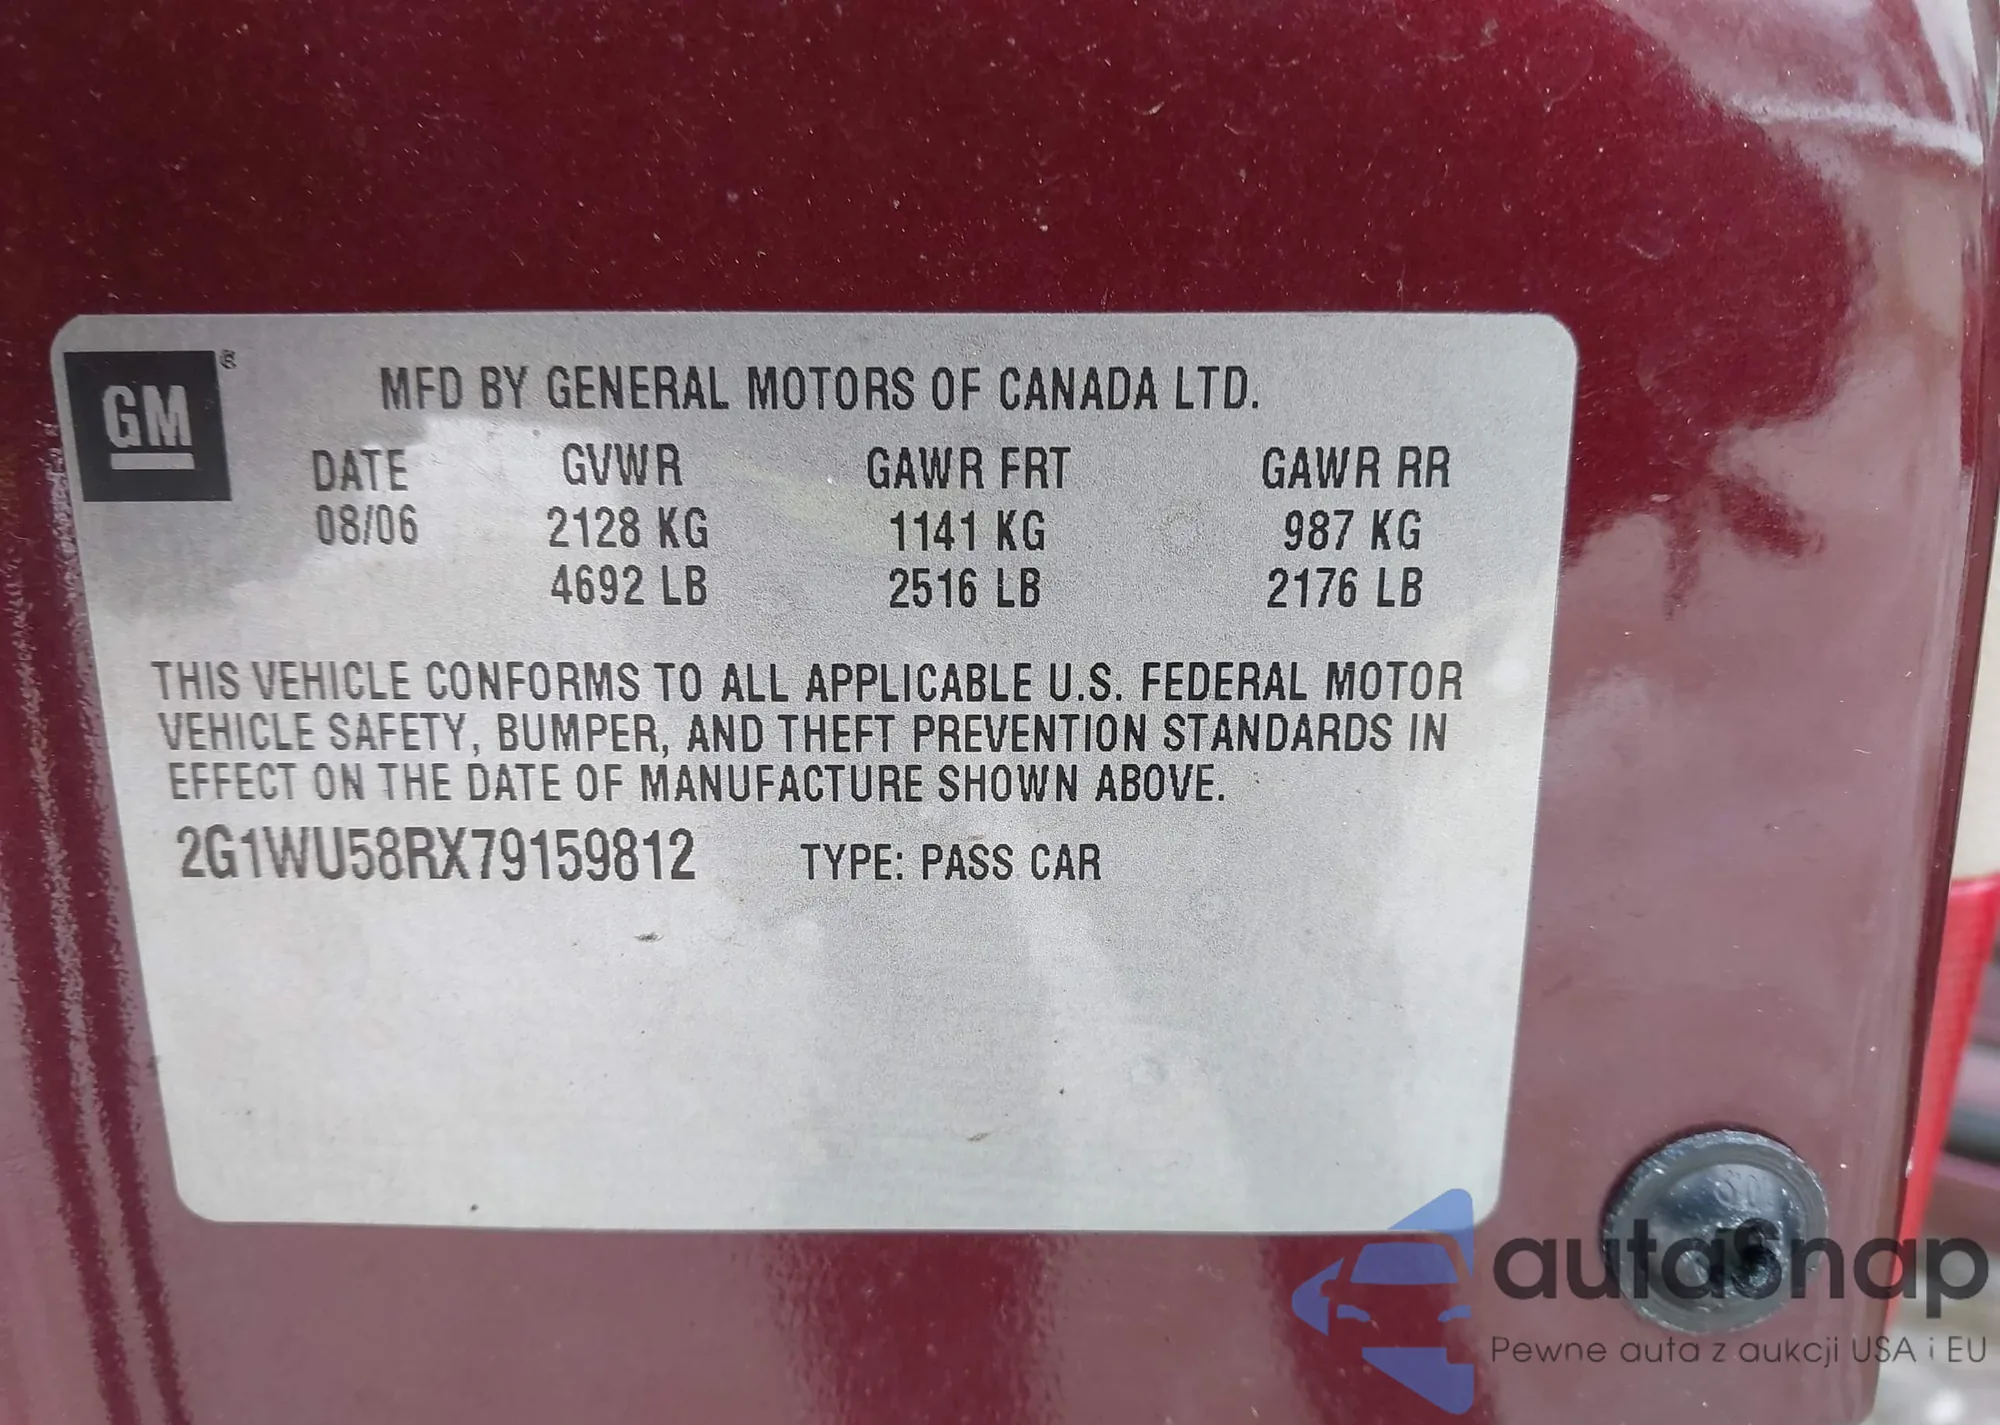 GM ®
MFD BY GENERAL MOTORS OF CANADA LTD.
DATE GVWR GAWR FRT GAWR RR
08/06 2128 KG 1141 KG 987 KG
4692 LB 2516 LB 2176 LB
THIS VEHICLE CONFORMS TO ALL APPLICABLE U.S. FEDERAL MOTOR
VEHICLE SAFETY, BUMPER, AND THEFT PREVENTION STANDARDS IN
EFFECT ON THE DATE OF MANUFACTURE SHOWN ABOVE.
2G1WU58RX79159812 TYPE: PASS CAR
autasnap
Pewne auta z aukcji USA i EU